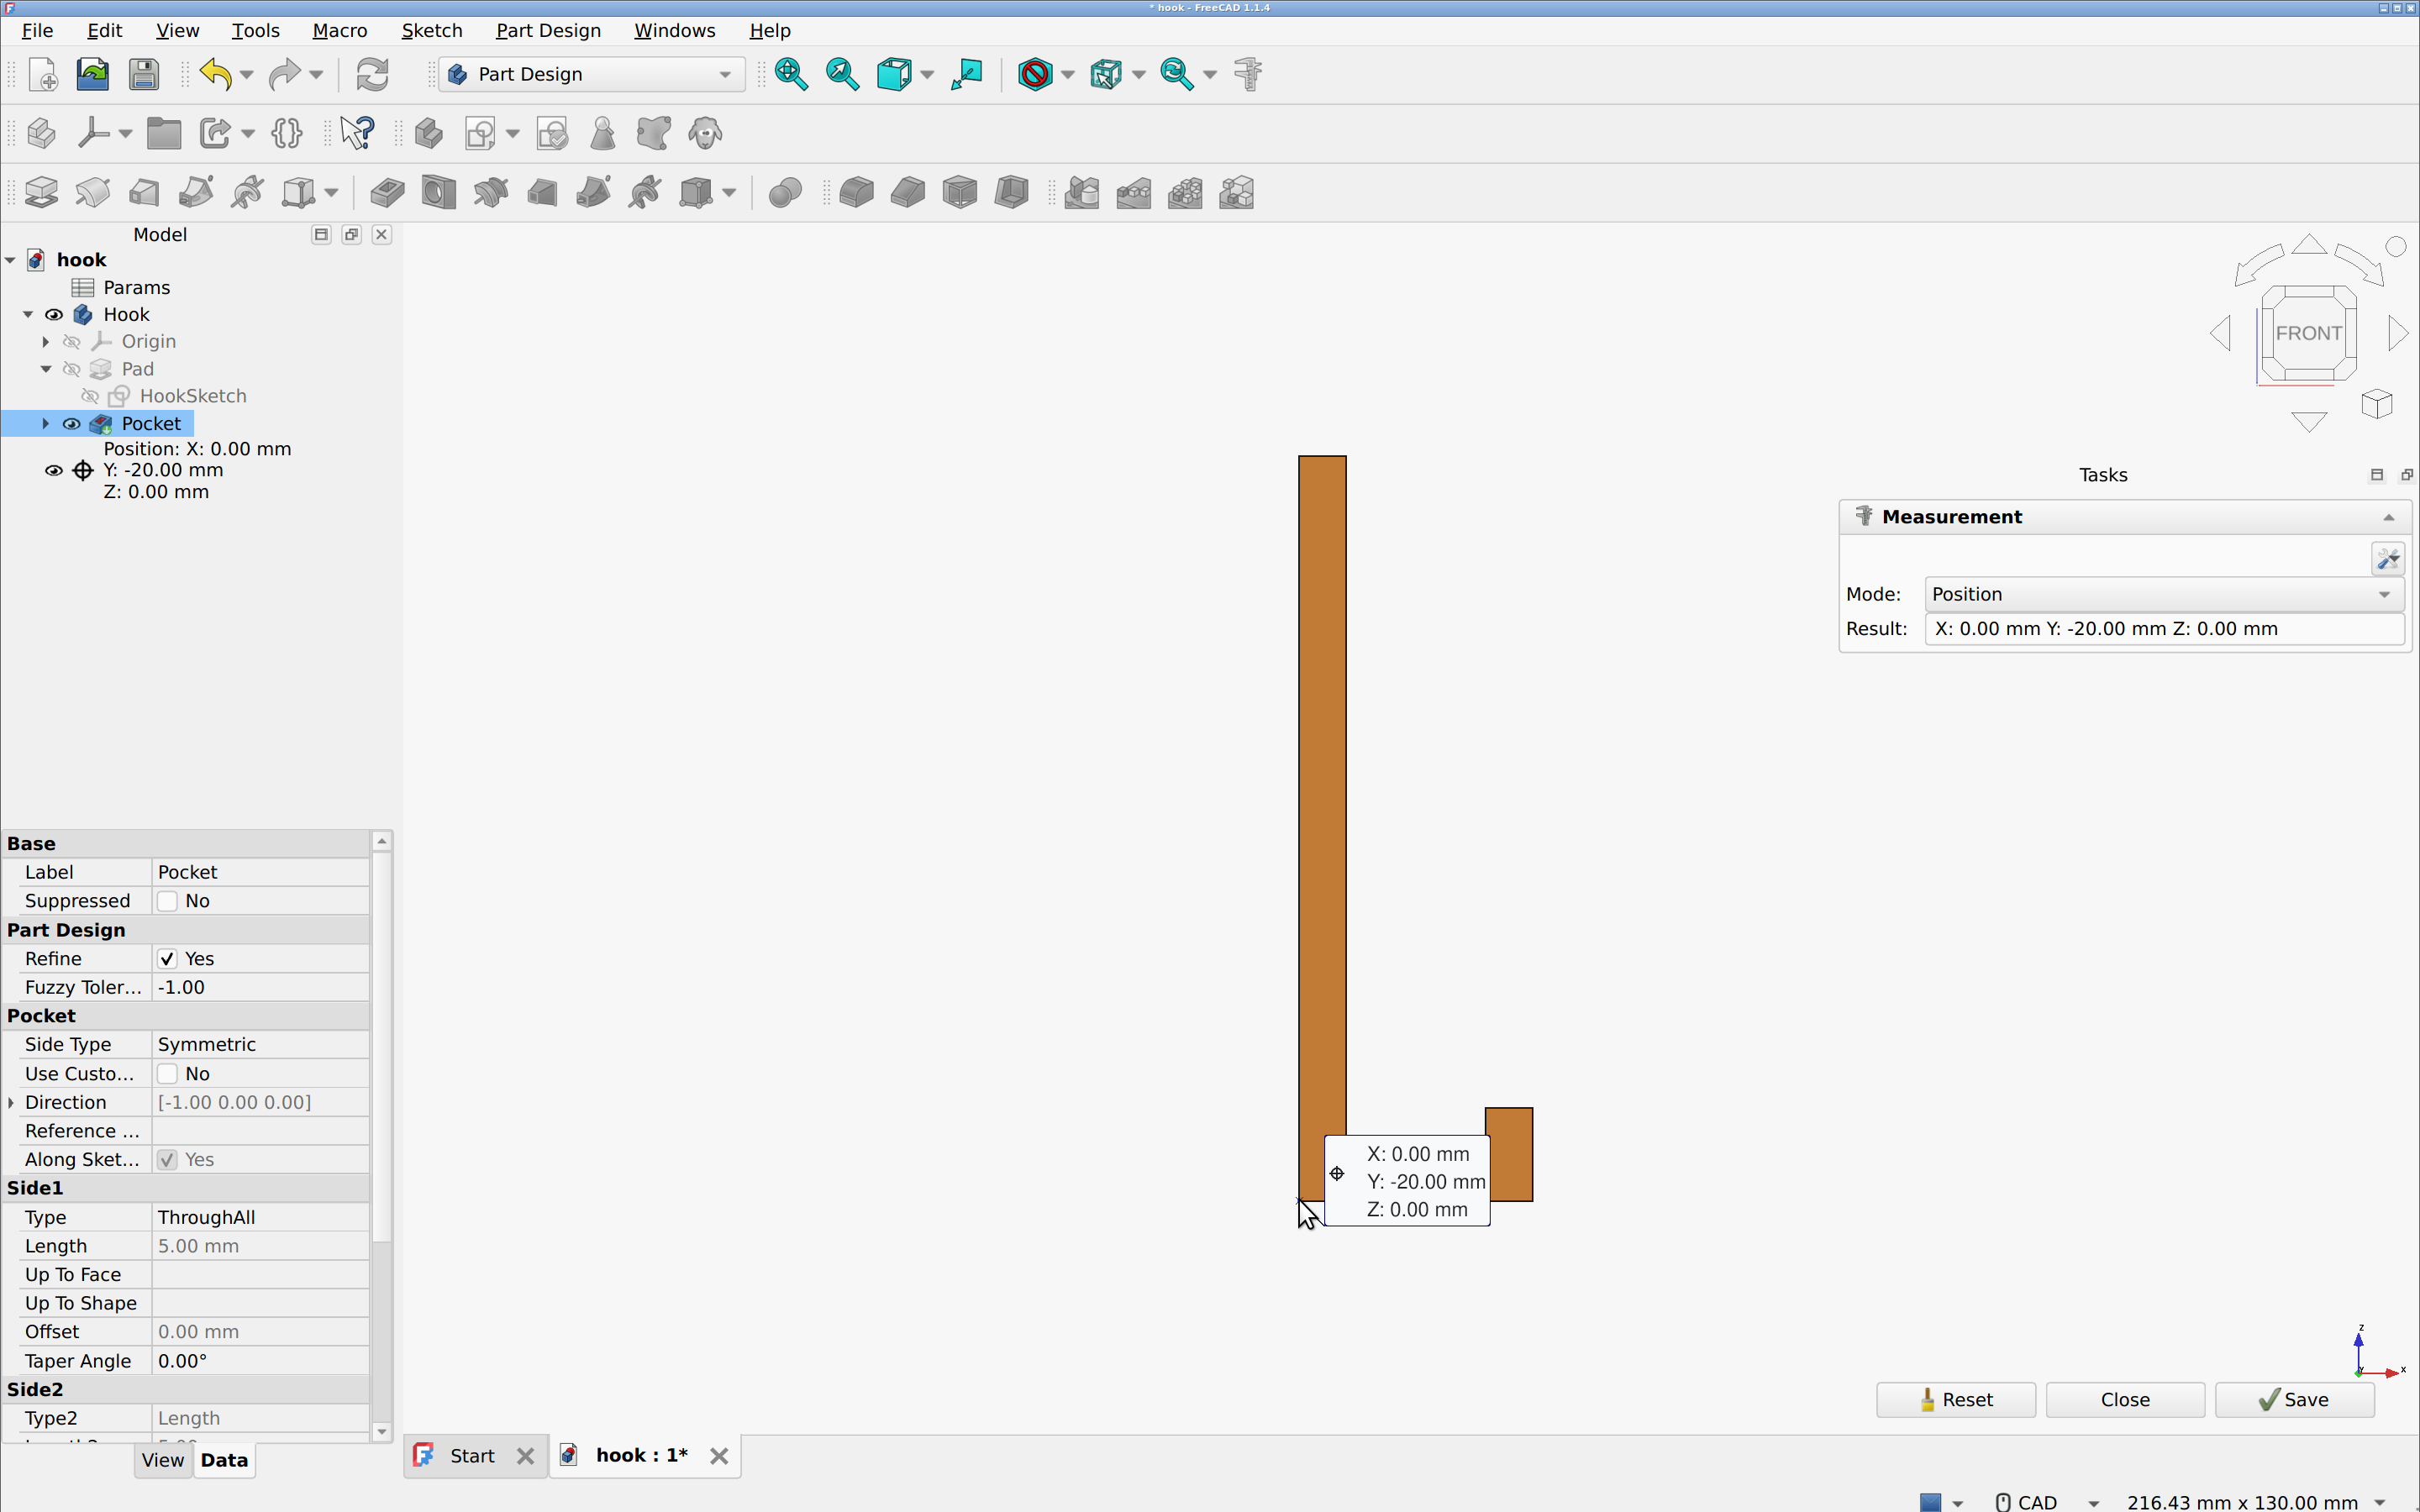 * hook - FreeCAD 1.1.4
File Edit View Tools Macro Sketch Part Design Windows Help
Part Design
Model
hook
Params
Hook
Origin
Pad
HookSketch
Pocket
Position: X: 0.00 mm
Y: -20.00 mm
Z: 0.00 mm
Base
Label Pocket
Suppressed No
Part Design
Refine Yes
Fuzzy Toler... -1.00
Pocket
Side Type Symmetric
Use Custo... No
Direction [-1.00 0.00 0.00]
Reference ...
Along Sket... Yes
Side1
Type ThroughAll
Length 5.00 mm
Up To Face
Up To Shape
Offset 0.00 mm
Taper Angle 0.00°
Side2
Type2 Length
View Data
FRONT
X: 0.00 mm
Y: -20.00 mm
Z: 0.00 mm
Tasks
Measurement
Mode: Position
Result: X: 0.00 mm Y: -20.00 mm Z: 0.00 mm
z
x
Reset Close Save
Start hook : 1*
CAD 216.43 mm x 130.00 mm